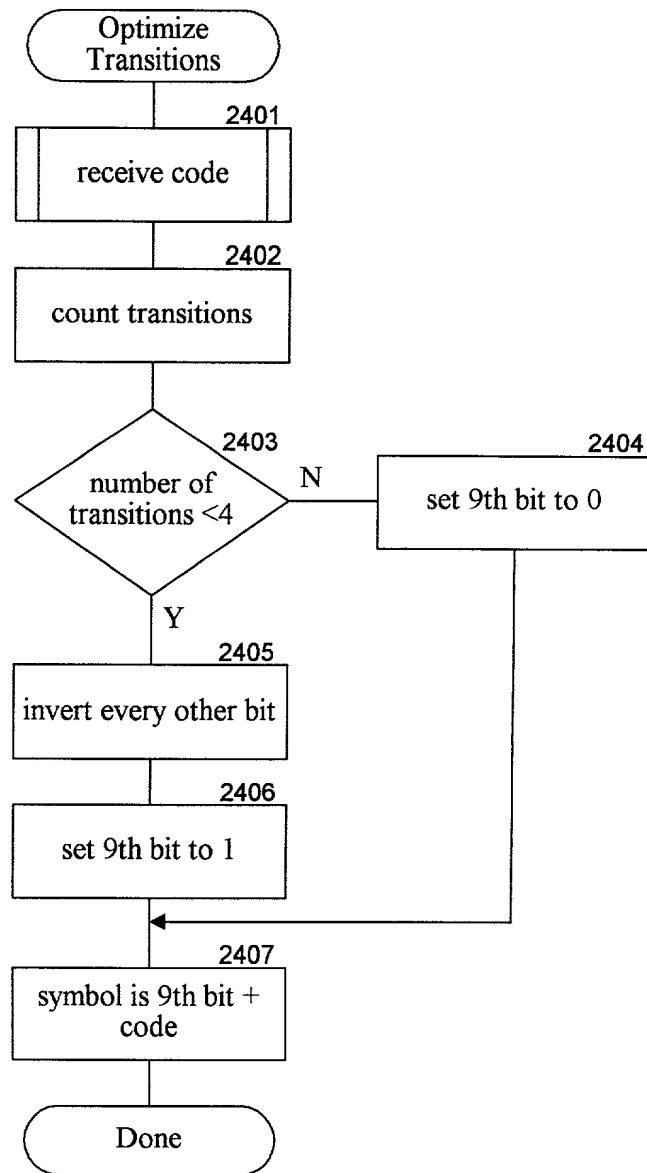 Optimize
Transitions
2401
receive code
2402
count transitions
2403
number of
transitions <4
N
2404
set 9th bit to 0
Y
2405
invert every other bit
2406
set 9th bit to 1
2407
symbol is 9th bit +
code
Done